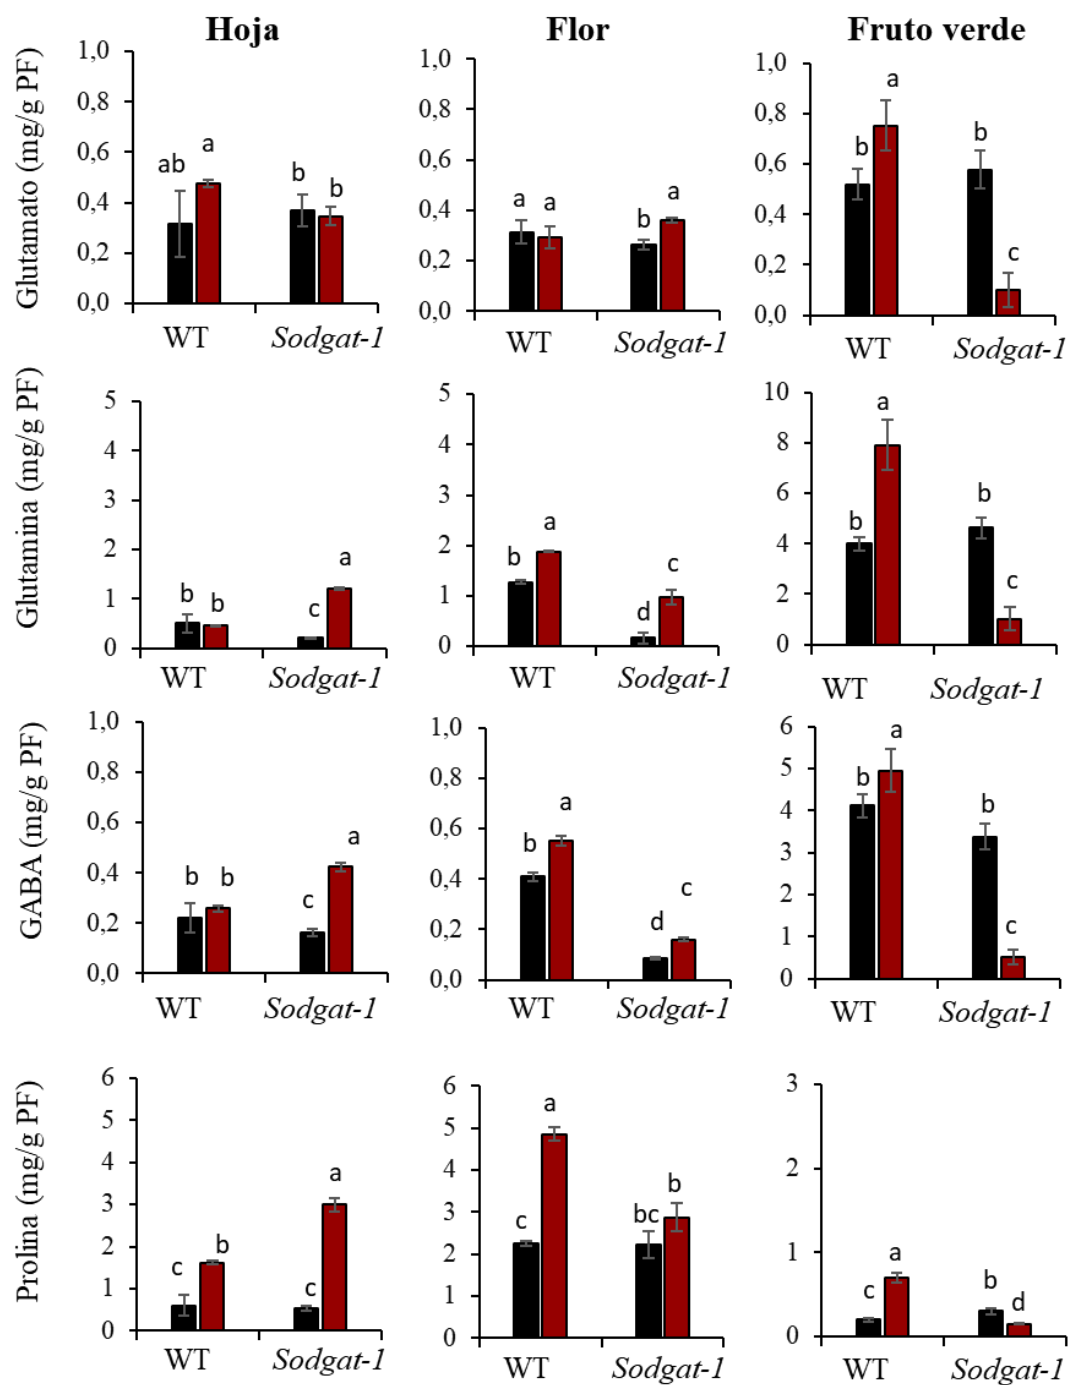 Hoja Flor Fruto verde
Glutamato (mg/g PF)
1,0
0,8
0,6
0,4
0,2
0,0
ab a b b
WT Sodgat-1
1,0
0,8
0,6
0,4
0,2
0,0
a a b a
WT Sodgat-1
1,0
0,8
0,6
0,4
0,2
0,0
b a b c
WT Sodgat-1
Glutamina (mg/g PF)
5
4
3
2
1
0
b b c a
WT Sodgat-1
5
4
3
2
1
0
b a d c
WT Sodgat-1
10
8
6
4
2
0
b a b c
WT Sodgat-1
GABA (mg/g PF)
1,0
0,8
0,6
0,4
0,2
0,0
b b c a
WT Sodgat-1
1,0
0,8
0,6
0,4
0,2
0,0
b a d c
WT Sodgat-1
6
5
4
3
2
1
0
b a b c
WT Sodgat-1
Prolina (mg/g PF)
6
5
4
3
2
1
0
c b c a
WT Sodgat-1
6
5
4
3
2
1
0
c a bc b
WT Sodgat-1
3
2
1
0
c a b d
WT Sodgat-1